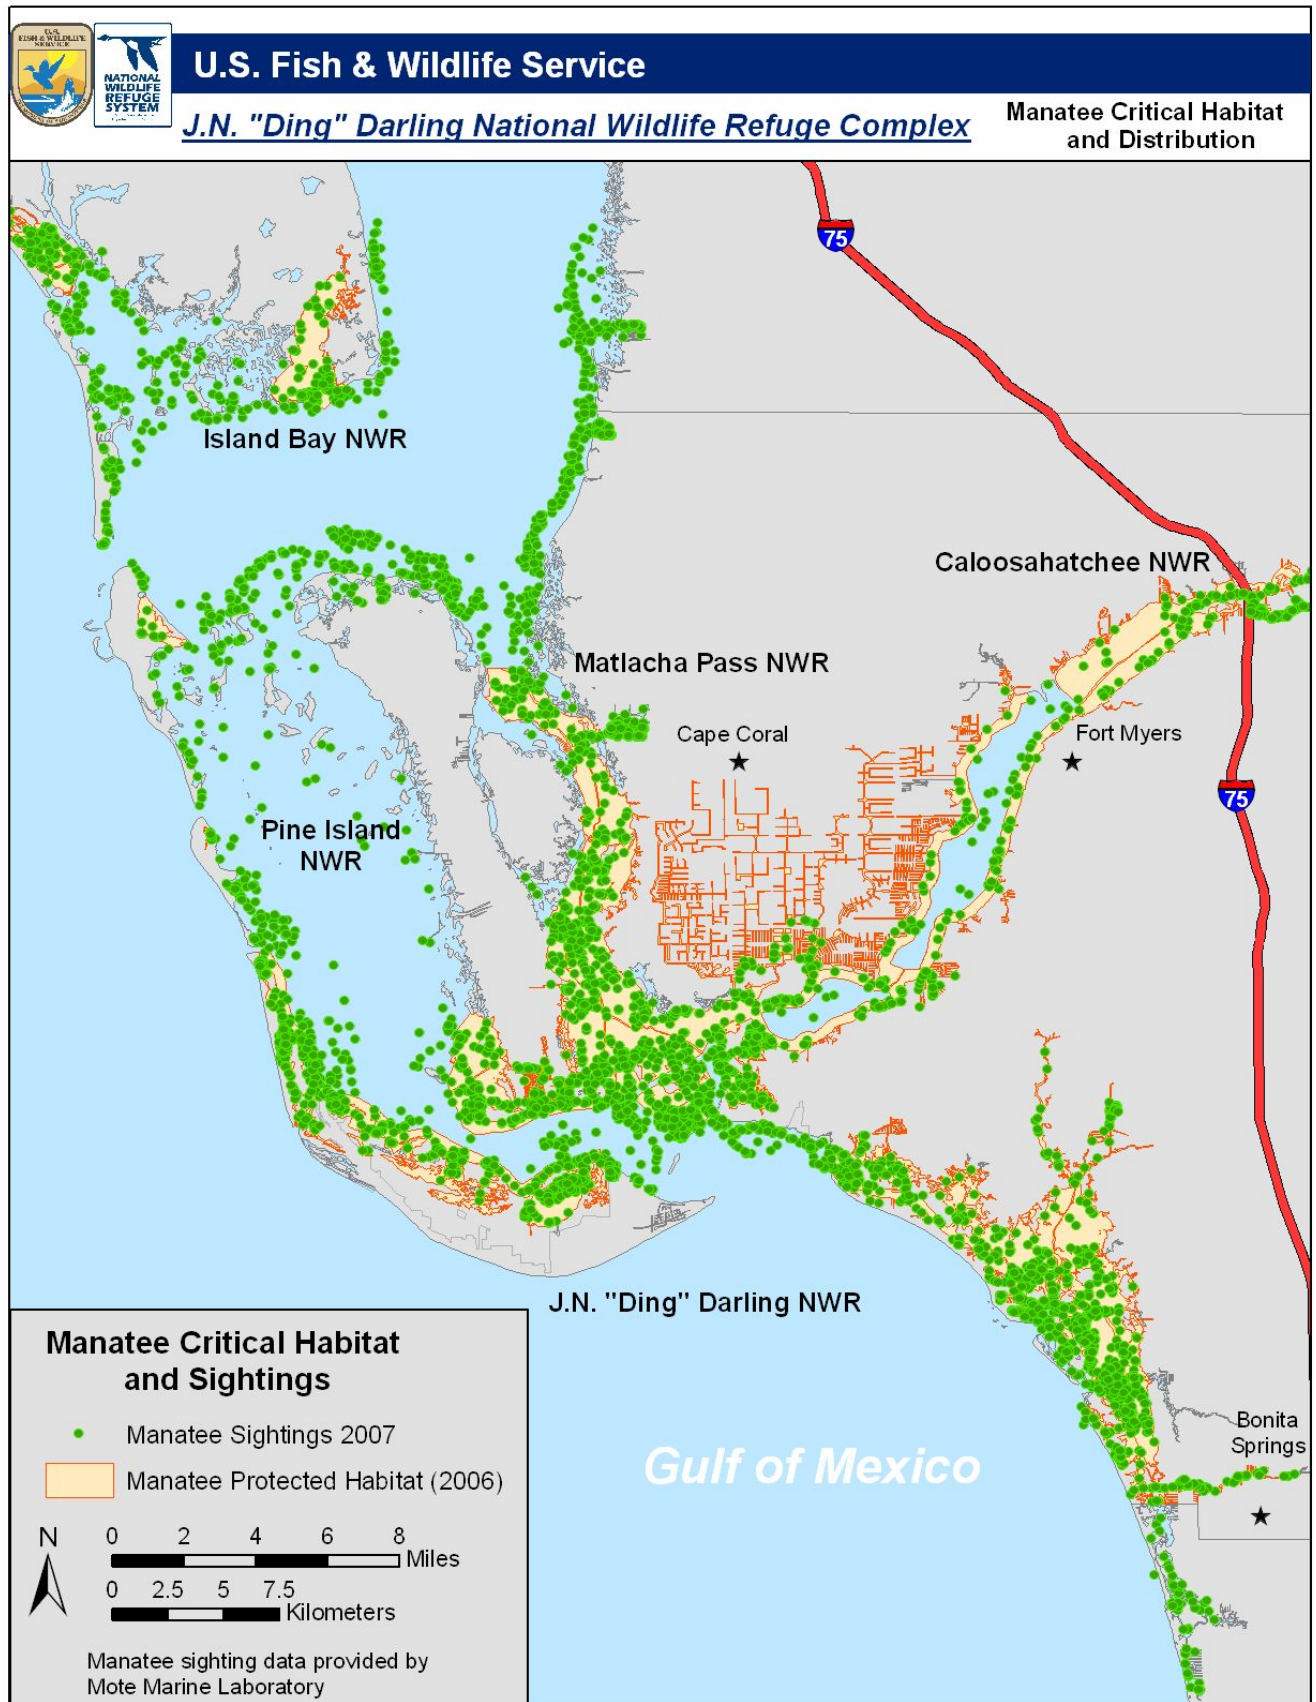 U.S.
FISH & WILDLIFE
SERVICE
NATIONAL
WILDLIFE
REFUGE
SYSTEM
U.S. Fish & Wildlife Service
J.N. "Ding" Darling National Wildlife Refuge Complex
Manatee Critical Habitat
and Distribution
75
Island Bay NWR
Caloosahatchee NWR
Matlacha Pass NWR
Cape Coral
Fort Myers
75
Pine Island
NWR
J.N. "Ding" Darling NWR
Gulf of Mexico
Bonita
Springs
Manatee Critical Habitat
and Sightings
Manatee Sightings 2007
Manatee Protected Habitat (2006)
N
0 2 4 6 8
Miles
0 2.5 5 7.5
Kilometers
Manatee sighting data provided by
Mote Marine Laboratory